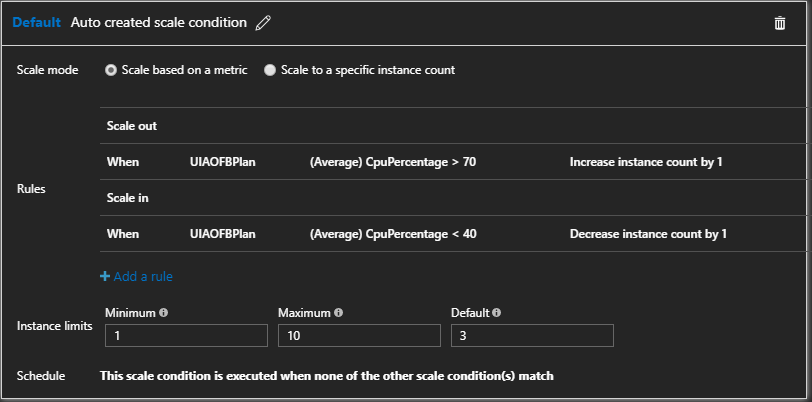 Default Auto created scale condition
Scale mode Scale based on a metric Scale to a specific instance count
Scale out
When UIAOFBPlan (Average) CpuPercentage > 70 Increase instance count by 1
Rules
Scale in
When UIAOFBPlan (Average) CpuPercentage < 40 Decrease instance count by 1
+ Add a rule
Minimum Maximum Default
Instance limits 1 10 3
Schedule This scale condition is executed when none of the other scale condition(s) match